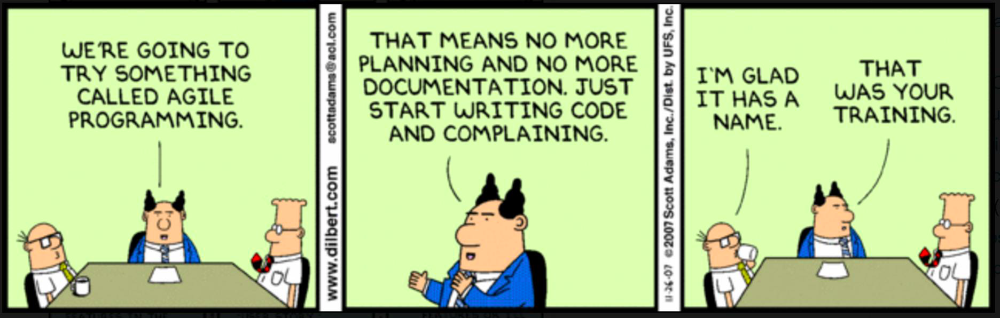 WE'RE GOING TO
TRY SOMETHING
CALLED AGILE
PROGRAMMING.
www.dilbert.com scottadams@aol.com
THAT MEANS NO MORE
PLANNING AND NO MORE
DOCUMENTATION. JUST
START WRITING CODE
AND COMPLAINING.
11-26-07 ©2007 Scott Adams, Inc./Dist. by UFS, Inc.
I'M GLAD
IT HAS A
NAME.
THAT
WAS YOUR
TRAINING.